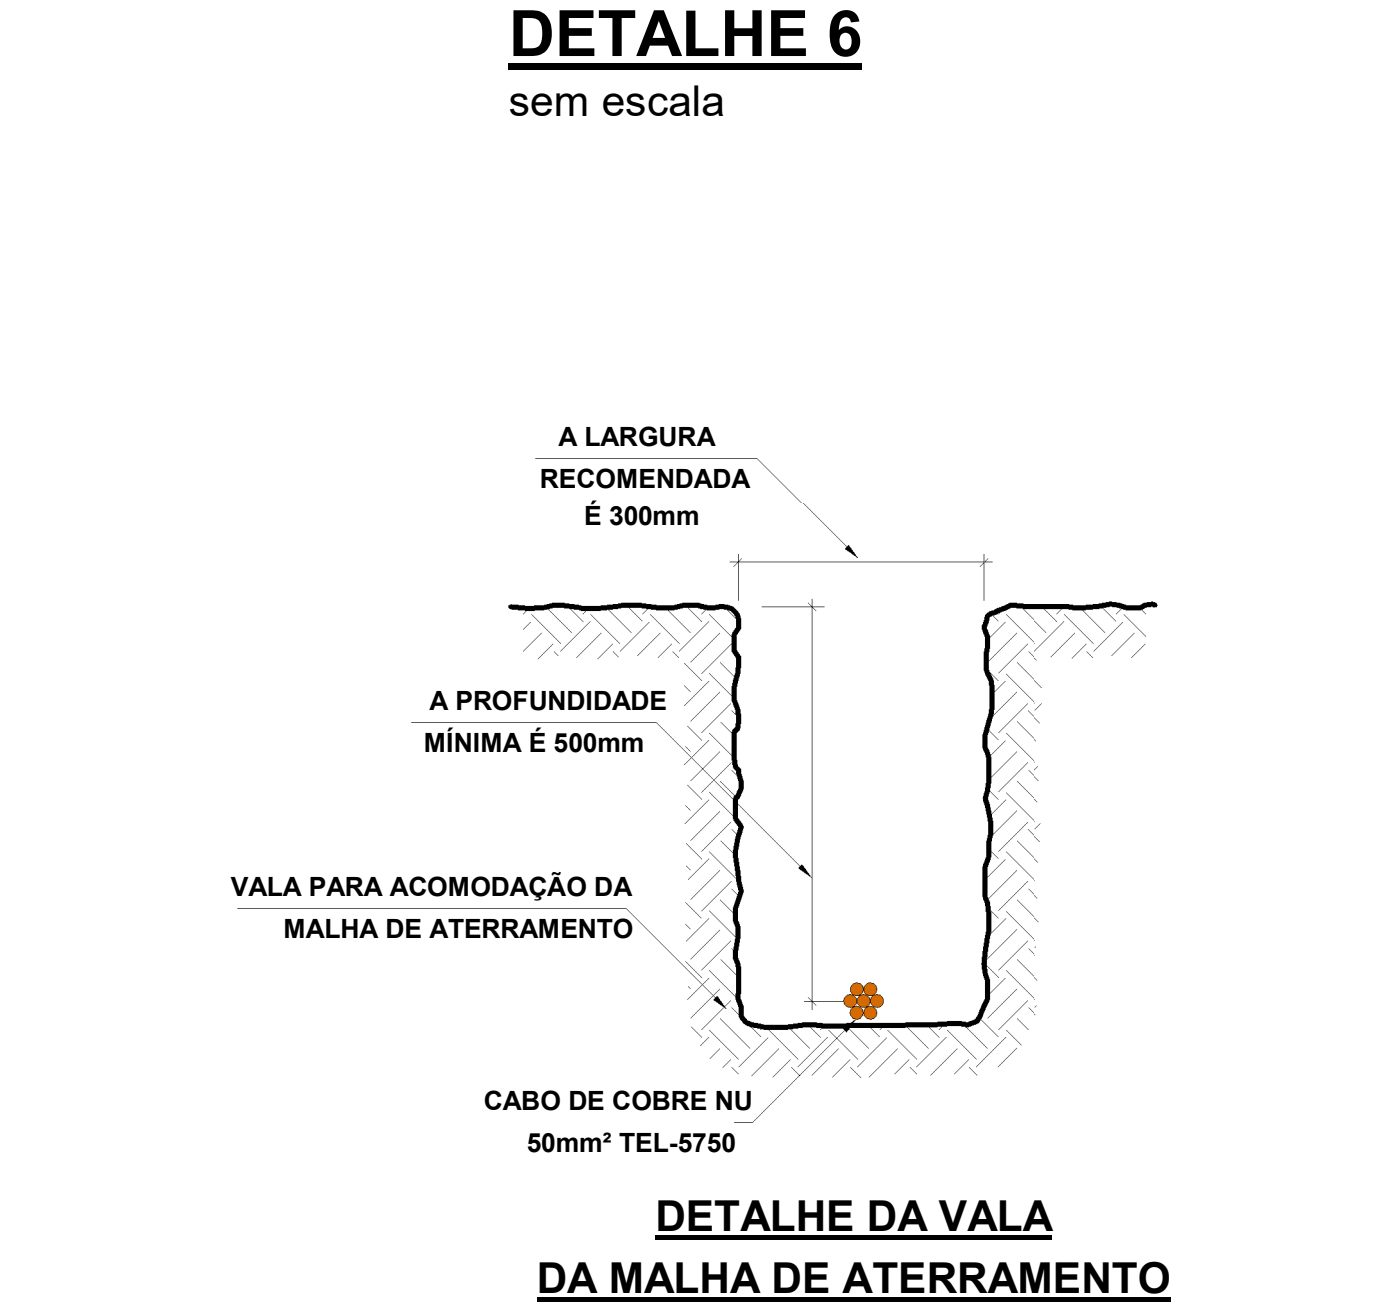 DETALHE 6
sem escala
A LARGURA
RECOMENDADA
É 300mm
A PROFUNDIDADE
MÍNIMA É 500mm
VALA PARA ACOMODAÇÃO DA
MALHA DE ATERRAMENTO
CABO DE COBRE NU
50mm² TEL-5750
DETALHE DA VALA
DA MALHA DE ATERRAMENTO